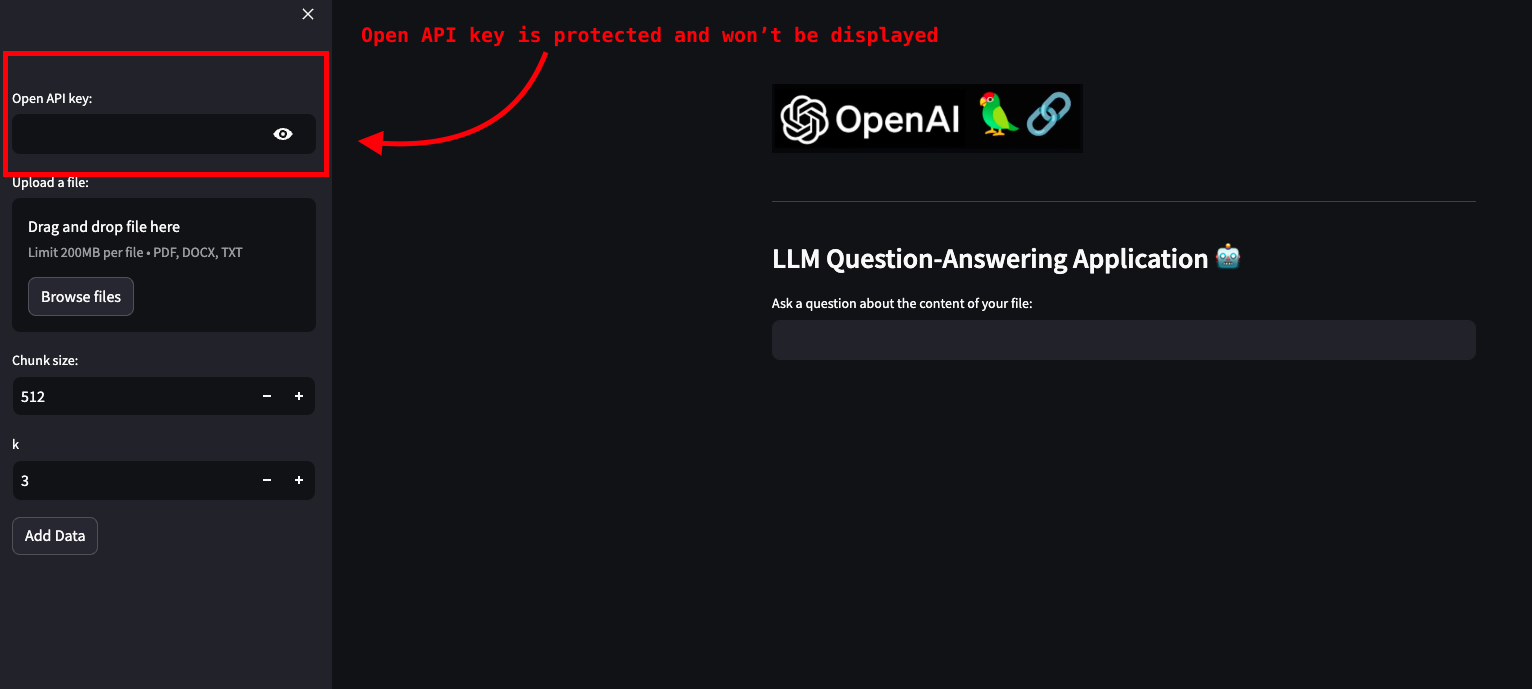 Open API key is protected and won’t be displayed
Open API key:
Upload a file:
Drag and drop file here
Limit 200MB per file • PDF, DOCX, TXT
Browse files
Chunk size:
512
k
3
Add Data
OpenAI
LLM Question-Answering Application
Ask a question about the content of your file: